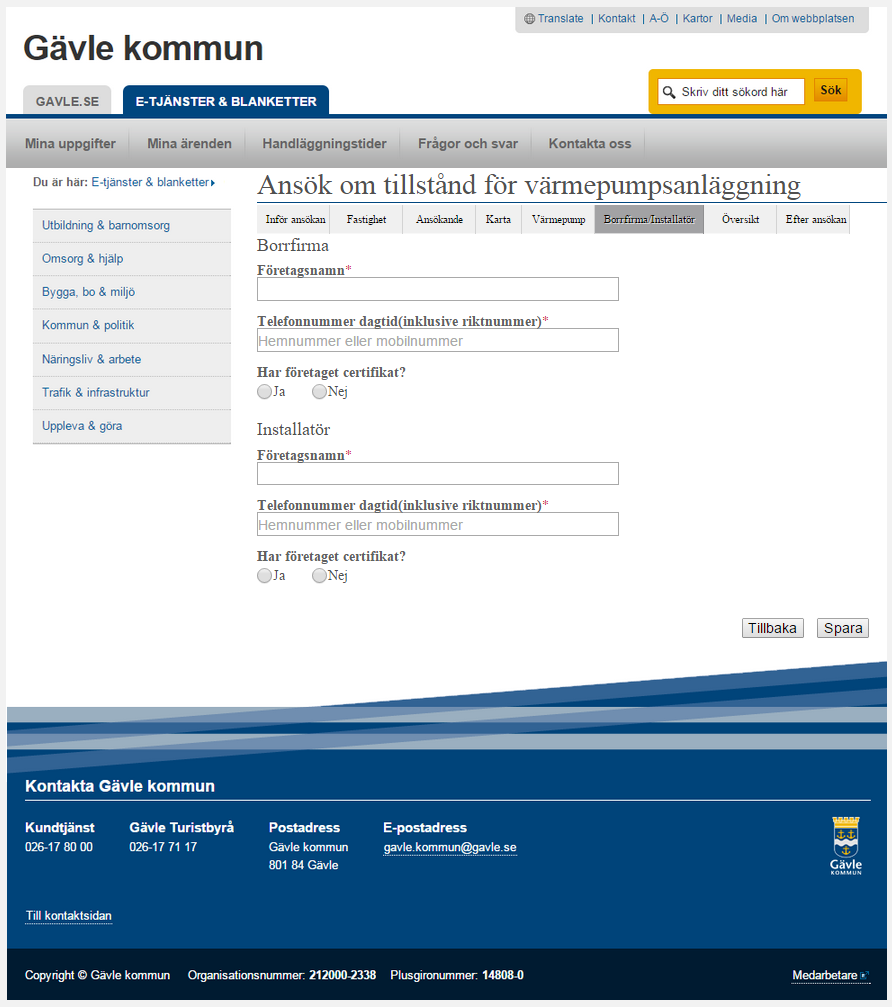 Translate | Kontakt | A-Ö | Kartor | Media | Om webbplatsen
Gävle kommun
GAVLE.SE E-TJÄNSTER & BLANKETTER
Skriv ditt sökord här Sök
Mina uppgifter Mina ärenden Handläggningstider Frågor och svar Kontakta oss
Du är här: E-tjänster & blanketter
Utbildning & barnomsorg
Omsorg & hjälp
Bygga, bo & miljö
Kommun & politik
Näringsliv & arbete
Trafik & infrastruktur
Uppleva & göra
Ansök om tillstånd för värmepumpsanläggning
Inför ansökan Fastighet Ansökande Karta Värmepump Borrfirma/Installatör Översikt Efter ansökan
Borrfirma
Företagsnamn*
Telefonnummer dagtid(inklusive riktnummer)*
Hemnummer eller mobilnummer
Har företaget certifikat?
Ja Nej
Installatör
Företagsnamn*
Telefonnummer dagtid(inklusive riktnummer)*
Hemnummer eller mobilnummer
Har företaget certifikat?
Ja Nej
Tillbaka Spara
Kontakta Gävle kommun
Kundtjänst
026-17 80 00
Gävle Turistbyrå
026-17 71 17
Postadress
Gävle kommun
801 84 Gävle
E-postadress
gavle.kommun@gavle.se
Gävle
KOMMUN
Till kontaktsidan
Copyright © Gävle kommun Organisationsnummer: 212000-2338 Plusgironummer: 14808-0 Medarbetare